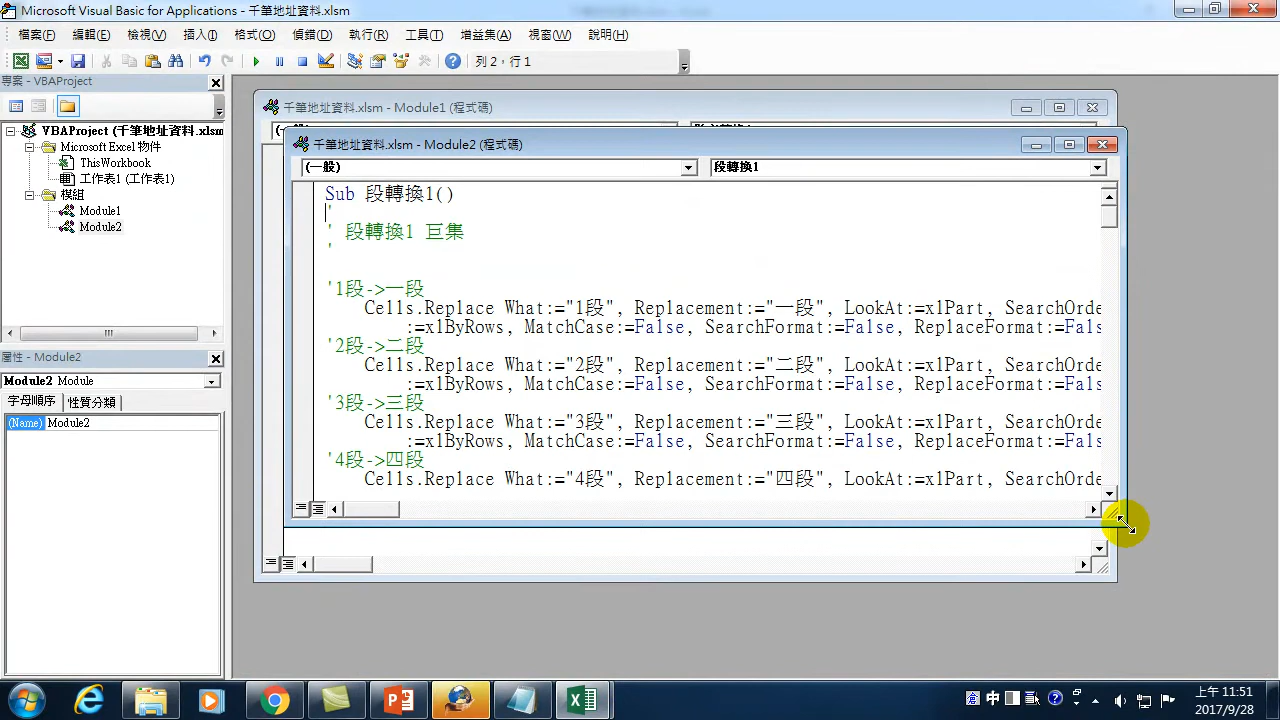 Microsoft Visual Basic for Applications - 千筆地址資料.xlsm
檔案(F) 編輯(E) 檢視(V) 插入(I) 格式(O) 偵錯(D) 執行(R) 工具(T) 增益集(A) 視窗(W) 說明(H)
列 2，行 1
專案 - VBAProject
VBAProject (千筆地址資料.xlsm
Microsoft Excel 物件
ThisWorkbook
工作表1 (工作表1)
模組
Module1
Module2
屬性 - Module2
Module2 Module
字母順序 性質分類
(Name) Module2
千筆地址資料.xlsm - Module1 (程式碼)
千筆地址資料.xlsm - Module2 (程式碼)
(一般) 段轉換1
Sub 段轉換1()
'
' 段轉換1 巨集
'
'1段->一段
Cells.Replace What:="1段", Replacement:="一段", LookAt:=xlPart, SearchOrde
:=xlByRows, MatchCase:=False, SearchFormat:=False, ReplaceFormat:=Fals
'2段->二段
Cells.Replace What:="2段", Replacement:="二段", LookAt:=xlPart, SearchOrde
:=xlByRows, MatchCase:=False, SearchFormat:=False, ReplaceFormat:=Fals
'3段->三段
Cells.Replace What:="3段", Replacement:="三段", LookAt:=xlPart, SearchOrde
:=xlByRows, MatchCase:=False, SearchFormat:=False, ReplaceFormat:=Fals
'4段->四段
Cells.Replace What:="4段", Replacement:="四段", LookAt:=xlPart, SearchOrde
中
上午 11:51
2017/9/28